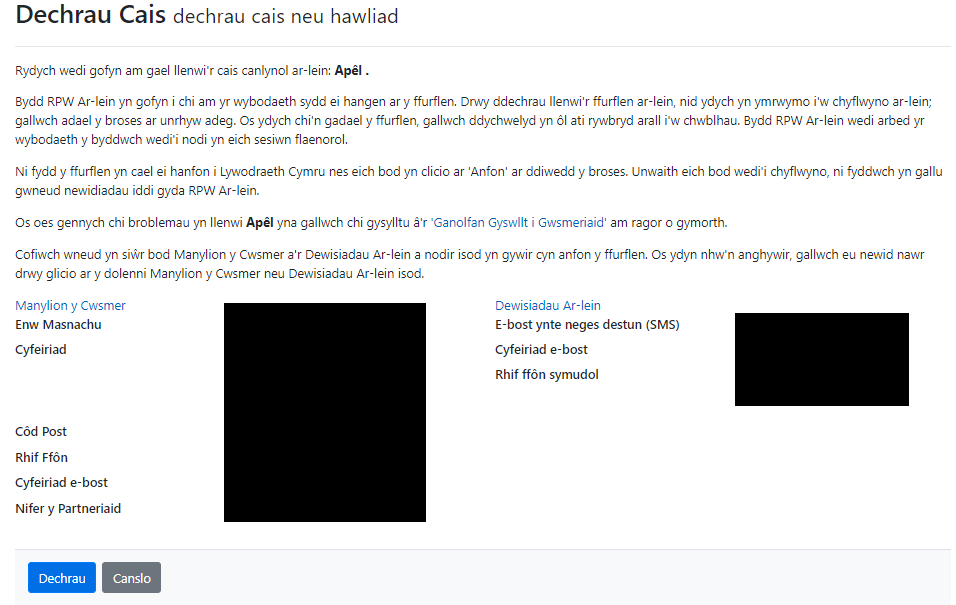 Dechrau Cais dechrau cais neu hawliad
Rydych wedi gofyn am gael llenwi'r cais canlynol ar-lein: Apêl .
Bydd RPW Ar-lein yn gofyn i chi am yr wybodaeth sydd ei hangen ar y ffurflen. Drwy ddechrau llenwi'r ffurflen ar-lein, nid ydych yn ymrwymo i'w chyflwyno ar-lein;
gallwch adael y broses ar unrhyw adeg. Os ydych chi'n gadael y ffurflen, gallwch ddychwelyd yn ôl ati rywbryd arall i'w chwblhau. Bydd RPW Ar-lein wedi arbed yr
wybodaeth y byddwch wedi'i nodi yn eich sesiwn flaenorol.
Ni fydd y ffurflen yn cael ei hanfon i Lywodraeth Cymru nes eich bod yn clicio ar 'Anfon' ar ddiwedd y broses. Unwaith eich bod wedi'i chyflwyno, ni fyddwch yn gallu
gwneud newidiadau iddi gyda RPW Ar-lein.
Os oes gennych chi broblemau yn llenwi Apêl yna gallwch chi gysylltu â'r 'Ganolfan Gyswllt i Gwsmeriaid' am ragor o gymorth.
Cofiwch wneud yn siŵr bod Manylion y Cwsmer a'r Dewisiadau Ar-lein a nodir isod yn gywir cyn anfon y ffurflen. Os ydyn nhw'n anghywir, gallwch eu newid nawr
drwy glicio ar y dolenni Manylion y Cwsmer neu Dewisiadau Ar-lein isod.
Manylion y Cwsmer
Enw Masnachu
Cyfeiriad
Côd Post
Rhif Ffôn
Cyfeiriad e-bost
Nifer y Partneriaid
Dewisiadau Ar-lein
E-bost ynte neges destun (SMS)
Cyfeiriad e-bost
Rhif ffôn symudol
Dechrau
Canslo